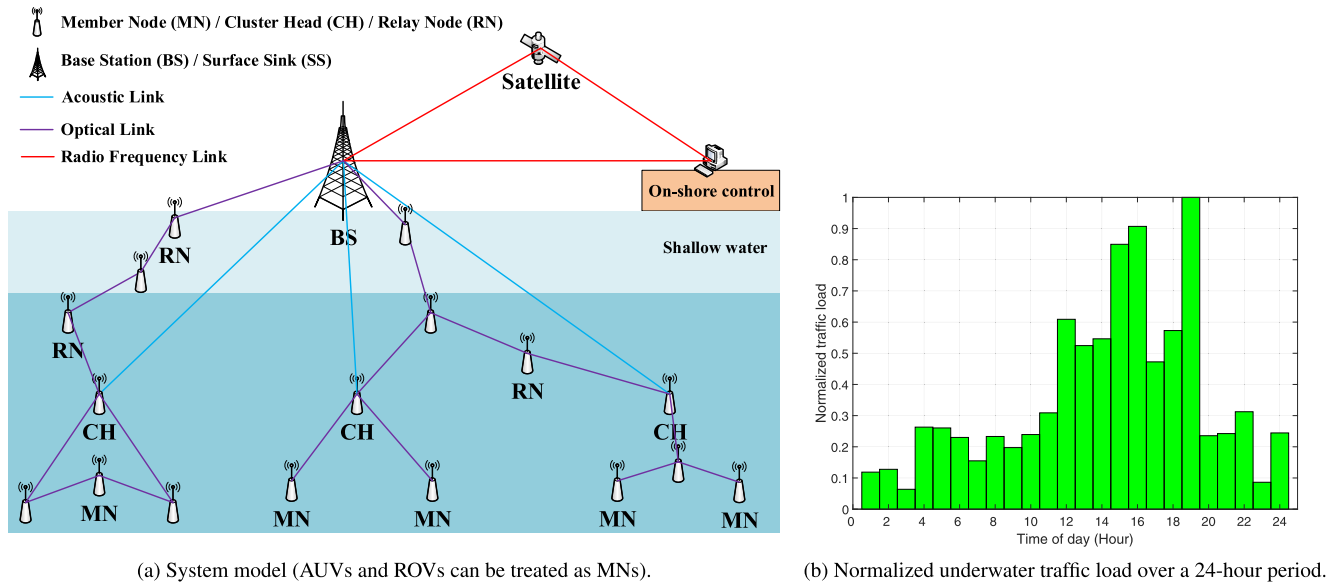 Member Node (MN) / Cluster Head (CH) / Relay Node (RN)
Base Station (BS) / Surface Sink (SS)
Acoustic Link
Optical Link
Radio Frequency Link
Satellite
On-shore control
Shallow water
BS
RN
RN
RN
CH
CH
CH
MN
MN
MN
MN
MN
(a) System model (AUVs and ROVs can be treated as MNs).
Normalized traffic load
1
0.9
0.8
0.7
0.6
0.5
0.4
0.3
0.2
0.1
0
0 2 4 6 8 10 12 14 16 18 20 22 24
Time of day (Hour)
(b) Normalized underwater traffic load over a 24-hour period.